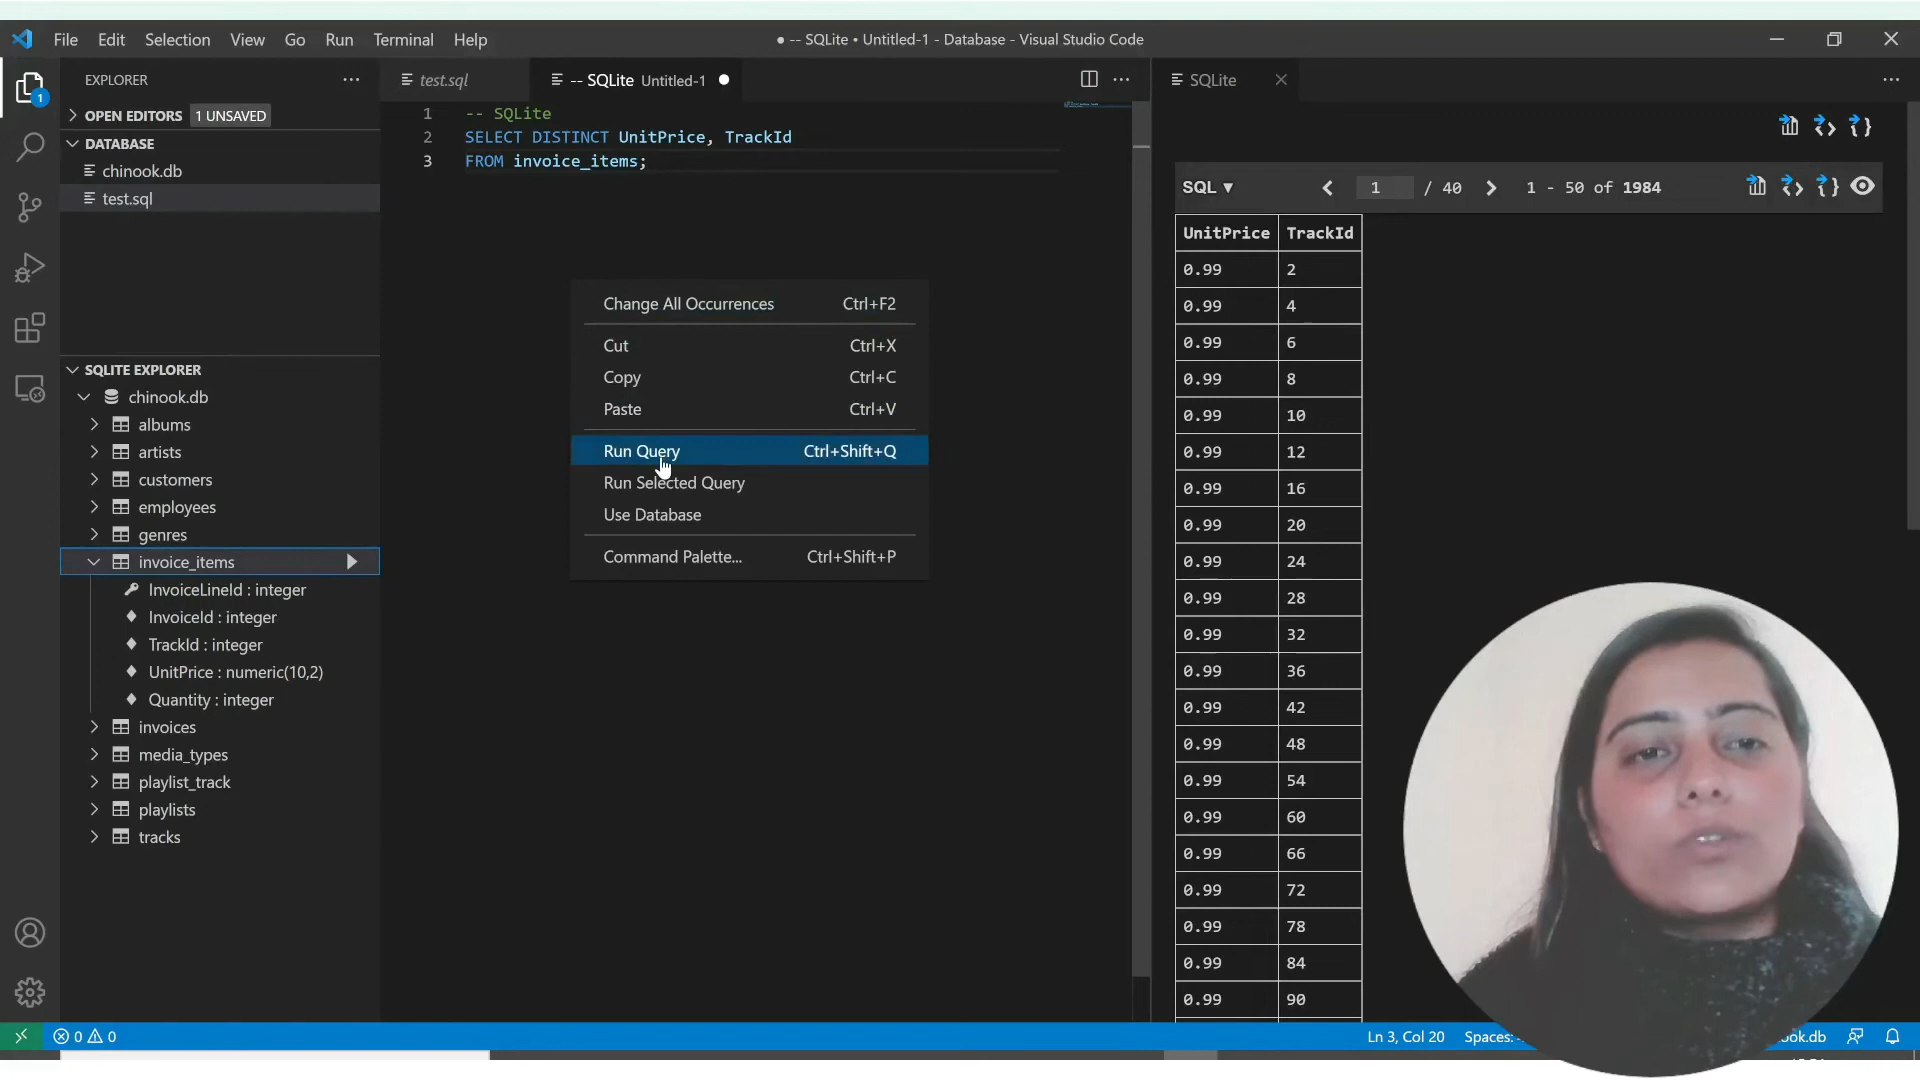 File Edit Selection View Go Run Terminal Help
● -- SQLite • Untitled-1 - Database - Visual Studio Code
EXPLORER
1
OPEN EDITORS 1 UNSAVED
DATABASE
chinook.db
test.sql
SQLITE EXPLORER
chinook.db
albums
artists
customers
employees
genres
invoice_items
InvoiceLineId : integer
InvoiceId : integer
TrackId : integer
UnitPrice : numeric(10,2)
Quantity : integer
invoices
media_types
playlist_track
playlists
tracks
test.sql
-- SQLite Untitled-1
1 -- SQLite
2 SELECT DISTINCT UnitPrice, TrackId
3 FROM invoice_items;
Change All Occurrences Ctrl+F2
Cut Ctrl+X
Copy Ctrl+C
Paste Ctrl+V
Run Query Ctrl+Shift+Q
Run Selected Query
Use Database
Command Palette... Ctrl+Shift+P
SQLite
SQL ▼ 1 / 40 1 - 50 of 1984
UnitPrice TrackId
0.99 2
0.99 4
0.99 6
0.99 8
0.99 10
0.99 12
0.99 16
0.99 20
0.99 24
0.99 28
0.99 32
0.99 36
0.99 42
0.99 48
0.99 54
0.99 60
0.99 66
0.99 72
0.99 78
0.99 84
0.99 90
0 0
Ln 3, Col 20 Spaces: ook.db